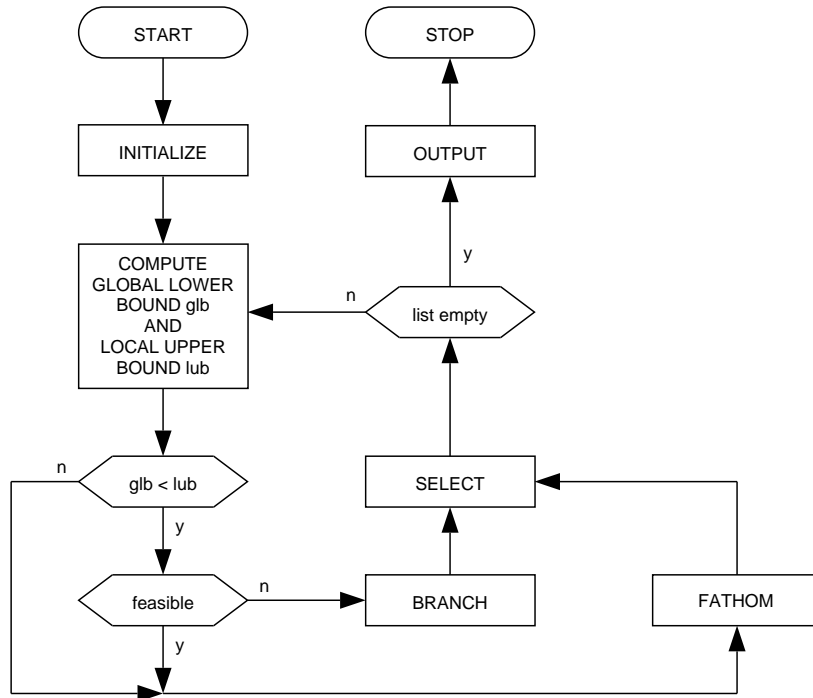 START
STOP
INITIALIZE
OUTPUT
y
COMPUTE
GLOBAL LOWER
BOUND glb
AND
LOCAL UPPER
BOUND lub
n
list empty
n
glb < lub
SELECT
y
feasible
n
BRANCH
FATHOM
y